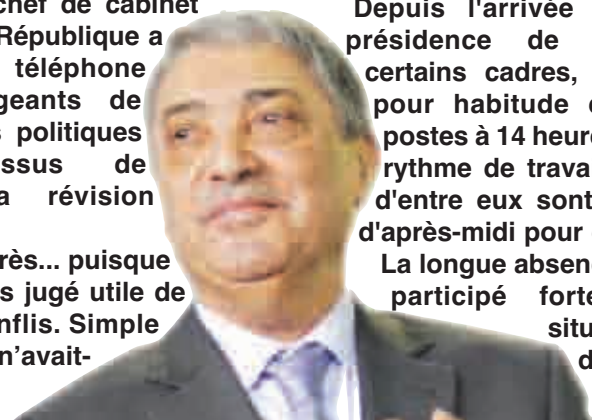 chef de cabinet
République a
téléphone
geants de
politiques
ssus de
a révision
rès... puisque
s jugé utile de
nflis. Simple
n'avait-
Depuis l'arrivée
présidence de
certains cadres,
pour habitude
postes à 14 heure
rythme de trava
d'entre eux sont
d'après-midi pour
La longue absen
participé forte
situ
d